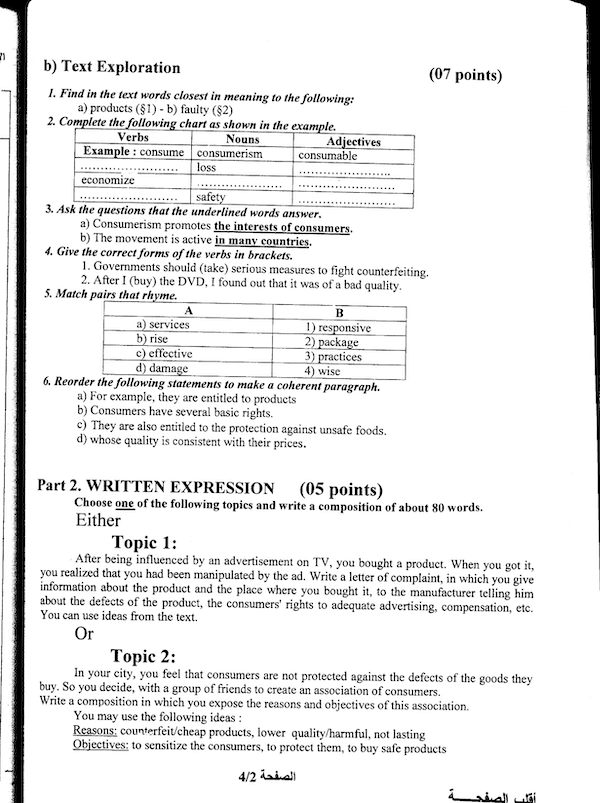 b) Text Exploration (07 points)
1. Find in the text words closest in meaning to the following:
a) products (§1) - b) faulty (§2)
2. Complete the following chart as shown in the example.
Verbs Nouns Adjectives
Example : consume consumerism consumable
........................ loss ........................
economize ........................ ........................
........................ safety ........................
3. Ask the questions that the underlined words answer.
a) Consumerism promotes the interests of consumers.
b) The movement is active in many countries.
4. Give the correct forms of the verbs in brackets.
1. Governments should (take) serious measures to fight counterfeiting.
2. After I (buy) the DVD, I found out that it was of a bad quality.
5. Match pairs that rhyme.
A B
a) services 1) responsive
b) rise 2) package
c) effective 3) practices
d) damage 4) wise
6. Reorder the following statements to make a coherent paragraph.
a) For example, they are entitled to products
b) Consumers have several basic rights.
c) They are also entitled to the protection against unsafe foods.
d) whose quality is consistent with their prices.
Part 2. WRITTEN EXPRESSION (05 points)
Choose one of the following topics and write a composition of about 80 words.
Either
Topic 1:
After being influenced by an advertisement on TV, you bought a product. When you got it,
you realized that you had been manipulated by the ad. Write a letter of complaint, in which you give
information about the product and the place where you bought it, to the manufacturer telling him
about the defects of the product, the consumers' rights to adequate advertising, compensation, etc.
You can use ideas from the text.
Or
Topic 2:
In your city, you feel that consumers are not protected against the defects of the goods they
buy. So you decide, with a group of friends to create an association of consumers.
Write a composition in which you expose the reasons and objectives of this association.
You may use the following ideas :
Reasons: counterfeit/cheap products, lower quality/harmful, not lasting
Objectives: to sensitize the consumers, to protect them, to buy safe products
الصفحة 4/2
أقلب الصفحـــة